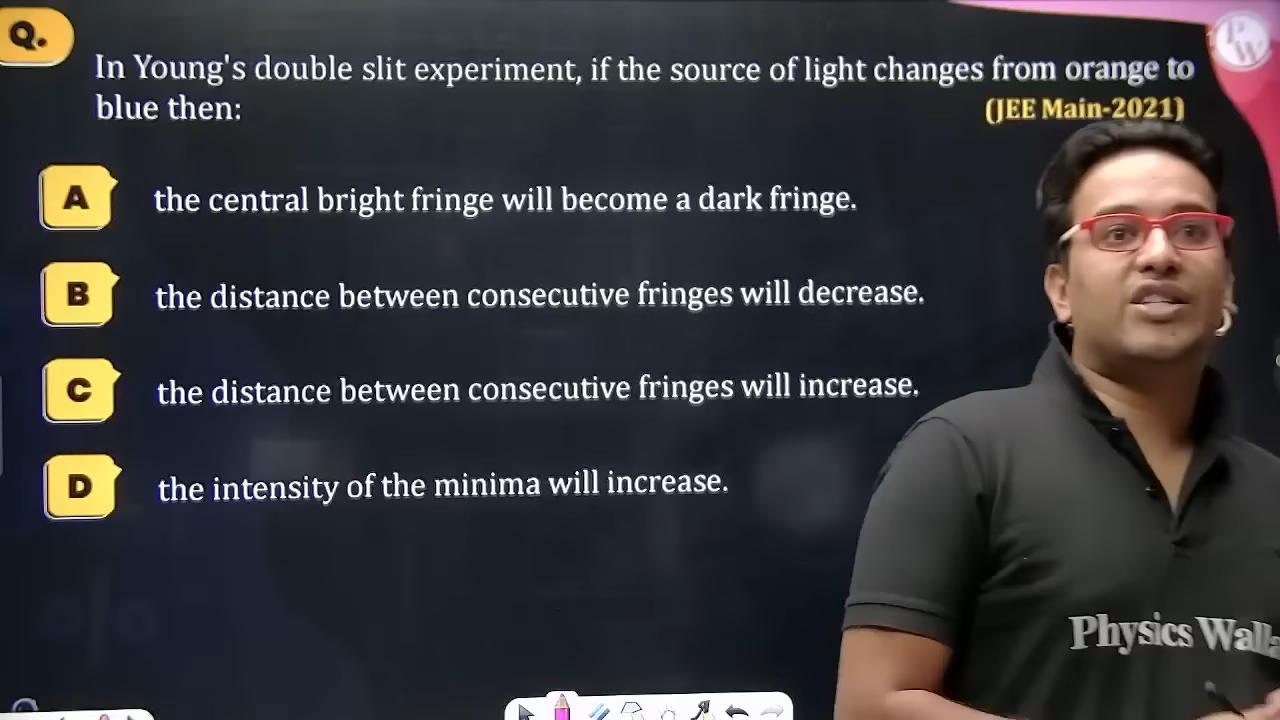 Q.
In Young's double slit experiment, if the source of light changes from orange to
blue then:
(JEE Main-2021)
A the central bright fringe will become a dark fringe.
B the distance between consecutive fringes will decrease.
C the distance between consecutive fringes will increase.
D the intensity of the minima will increase.
PW
Physics Walla